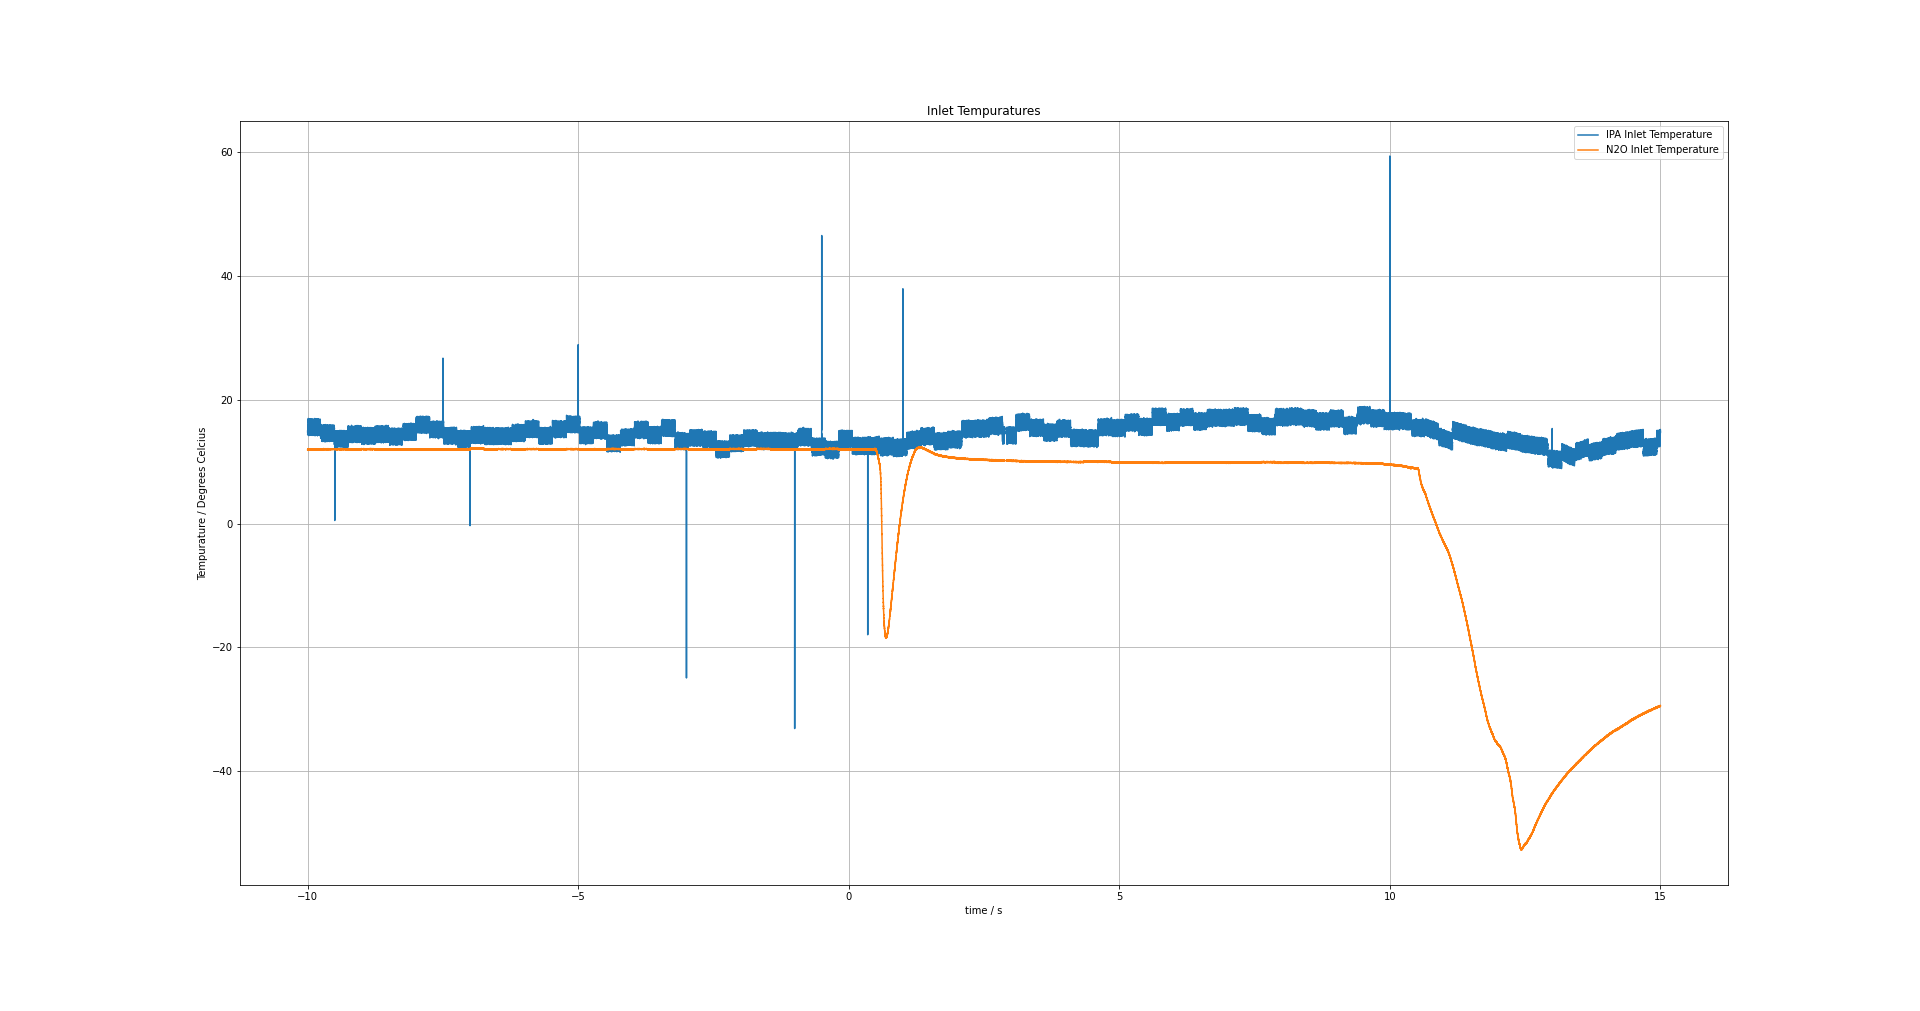 Inlet Tempuratures
IPA Inlet Temperature
N2O Inlet Temperature
Tempurature / Degrees Celcius
60
40
20
0
−20
−40
−10
−5
0
5
10
15
time / s